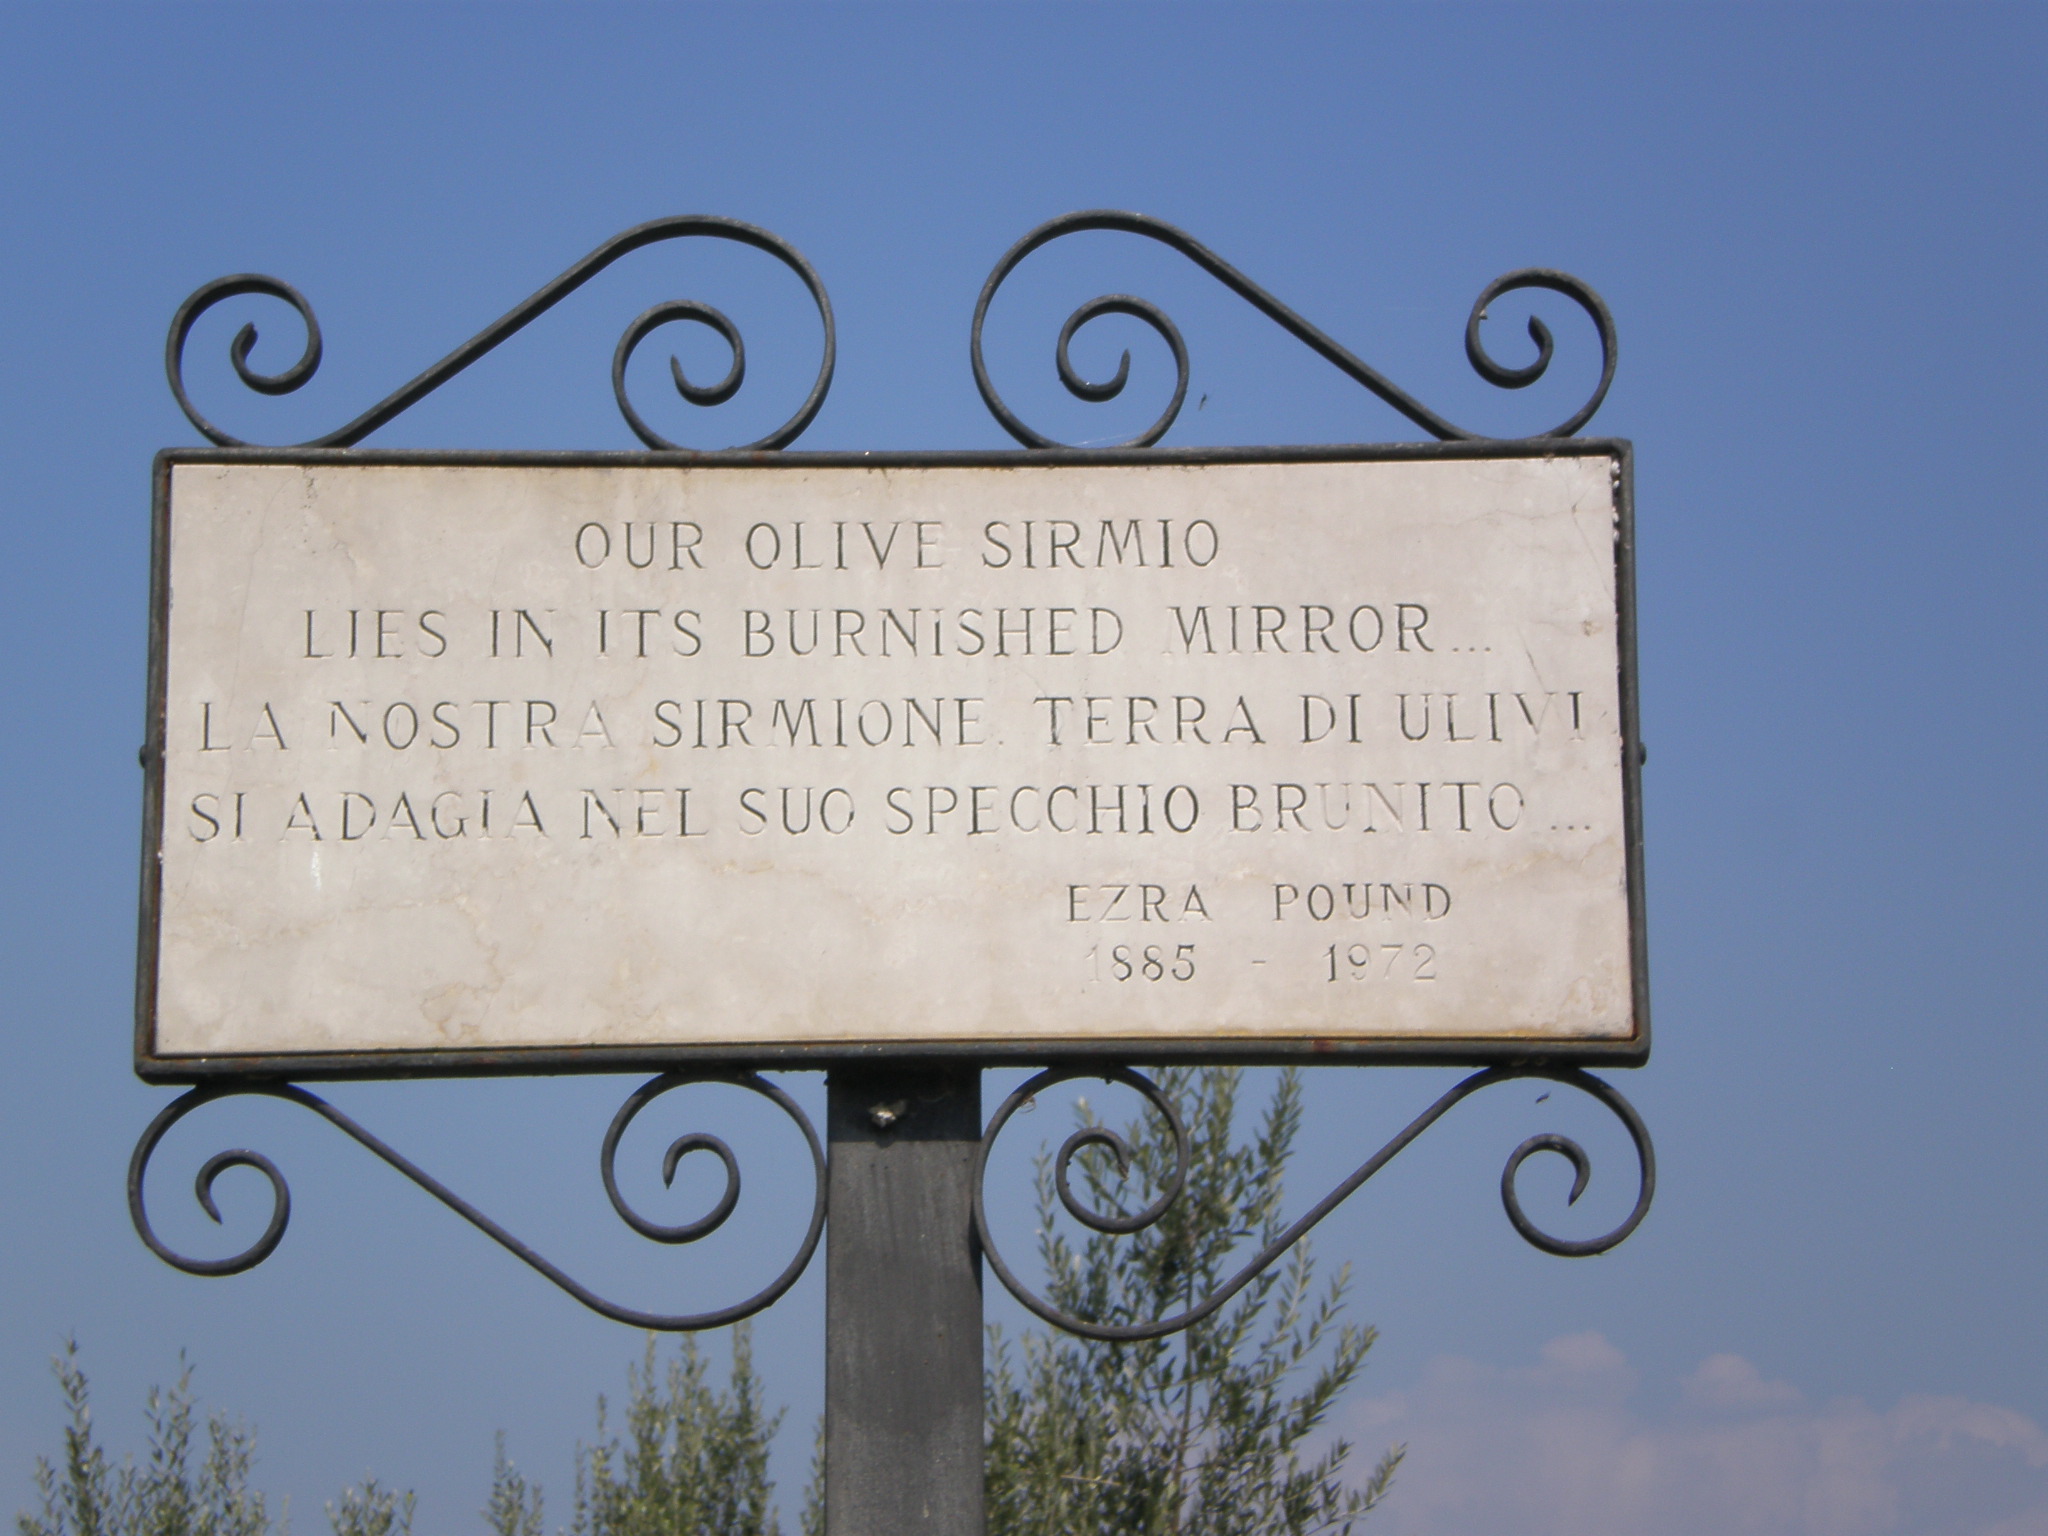 OUR OLIVE SIRMIO
LIES IN ITS BURNiSHED MIRROR...
LA NOSTRA SIRMIONE. TERRA DI ULIVI
SI ADAGIA NEL SUO SPECCHIO BRUNITO...
EZRA POUND
1885 - 1972